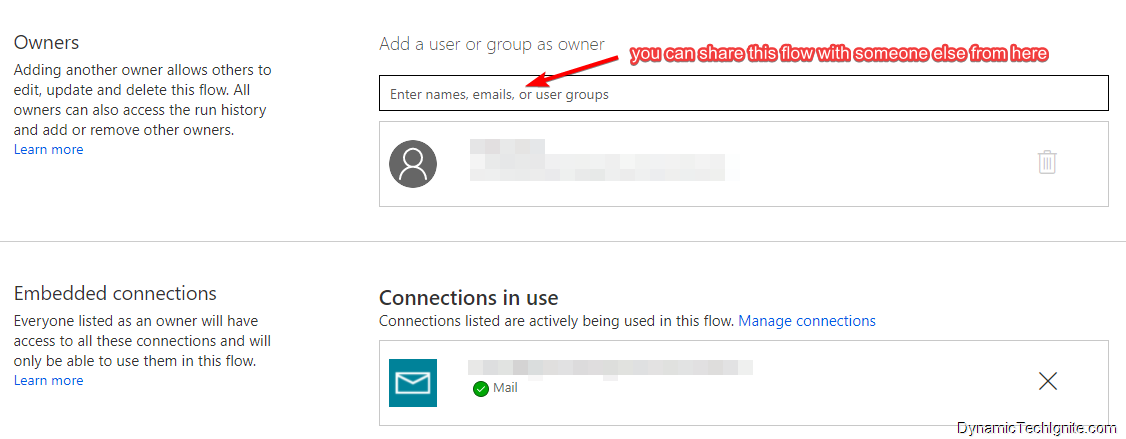 Owners
Adding another owner allows others to
edit, update and delete this flow. All
owners can also access the run history
and add or remove other owners.
Learn more
Add a user or group as owner
you can share this flow with someone else from here
Enter names, emails, or user groups
Embedded connections
Everyone listed as an owner will have
access to all these connections and will
only be able to use them in this flow.
Learn more
Connections in use
Connections listed are actively being used in this flow. Manage connections
Mail
DynamicTechIgnite.com